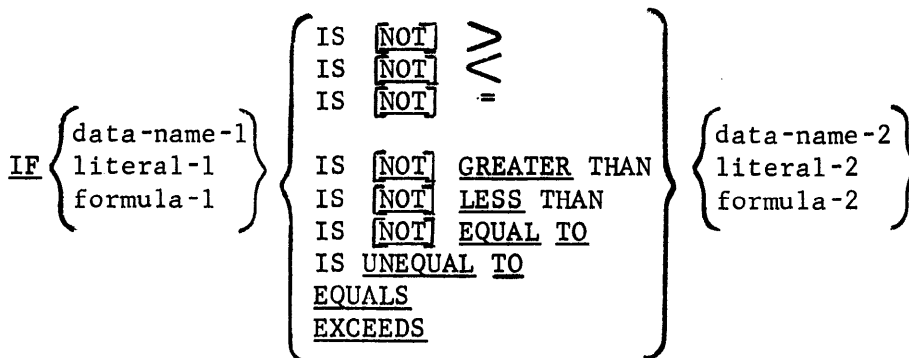 IF
data-name-1
literal-1
formula-1
IS [NOT] >
IS [NOT] <
IS [NOT] =
IS [NOT] GREATER THAN
IS [NOT] LESS THAN
IS [NOT] EQUAL TO
IS UNEQUAL TO
EQUALS
EXCEEDS
data-name-2
literal-2
formula-2